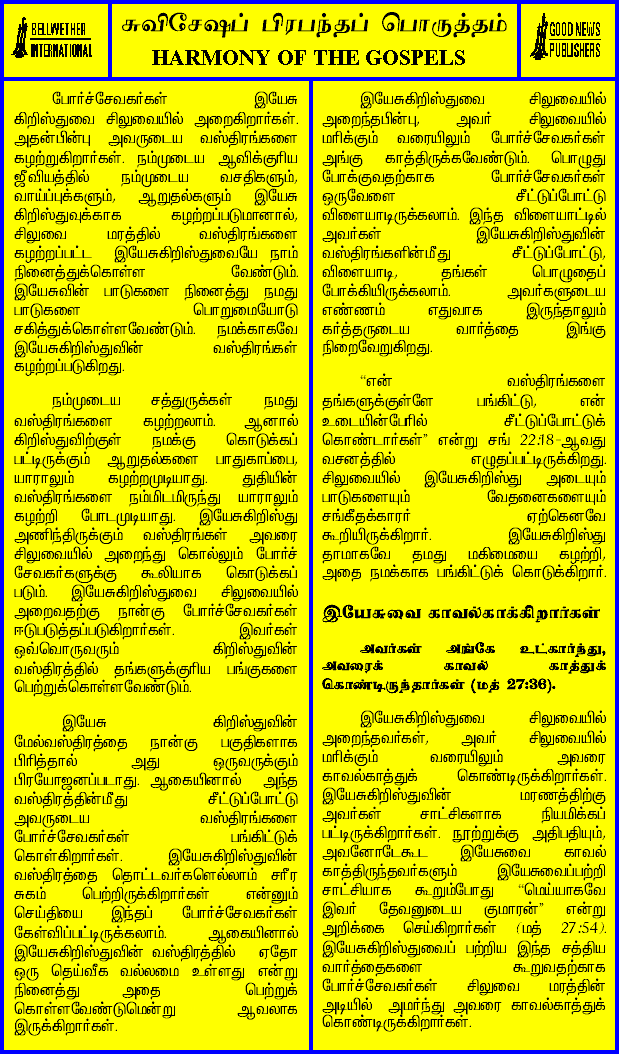 BELLWETHER
INTERNATIONAL
சுவிசேஷப் பிரபந்தப் பொருத்தம்
HARMONY OF THE GOSPELS
GOOD NEWS
PUBLISHERS
போர்ச்சேவகர்கள் இயேசு
கிறிஸ்துவை சிலுவையில் அறைகிறார்கள்.
அதன்பின்பு அவருடைய வஸ்திரங்களை
கழற்றுகிறார்கள். நம்முடைய ஆவிக்குரிய
ஜீவியத்தில் நம்முடைய வசதிகளும்,
வாய்ப்புக்களும், ஆறுதல்களும் இயேசு
கிறிஸ்துவுக்காக கழற்றப்படுமானால்,
சிலுவை மரத்தில் வஸ்திரங்களை
கழற்றப்பட்ட இயேசுகிறிஸ்துவையே நாம்
நினைத்துக்கொள்ள வேண்டும்.
இயேசுவின் பாடுகளை நினைத்து நமது
பாடுகளை பொறுமையோடு
சகித்துக்கொள்ளவேண்டும். நமக்காகவே
இயேசுகிறிஸ்துவின் வஸ்திரங்கள்
கழற்றப்படுகிறது.
நம்முடைய சத்துருக்கள் நமது
வஸ்திரங்களை கழற்றலாம். ஆனால்
கிறிஸ்துவிற்குள் நமக்கு கொடுக்கப்
பட்டிருக்கும் ஆறுதல்களை பாதுகாப்பை,
யாராலும் கழற்றமுடியாது. துதியின்
வஸ்திரங்களை நம்மிடமிருந்து யாராலும்
கழற்றி போடமுடியாது. இயேசுகிறிஸ்து
அணிந்திருக்கும் வஸ்திரங்கள் அவரை
சிலுவையில் அறைந்து கொல்லும் போர்ச்
சேவகர்களுக்கு கூலியாக கொடுக்கப்
படும். இயேசுகிறிஸ்துவை சிலுவையில்
அறைவதற்கு நான்கு போர்ச்சேவகர்கள்
ஈடுபடுத்தப்படுகிறார்கள். இவர்கள்
ஒவ்வொருவரும் கிறிஸ்துவின்
வஸ்திரத்தில் தங்களுக்குரிய பங்குகளை
பெற்றுக்கொள்ளவேண்டும்.
இயேசு கிறிஸ்துவின்
மேல்வஸ்திரத்தை நான்கு பகுதிகளாக
பிரித்தால் அது ஒருவருக்கும்
பிரயோஜனப்படாது. ஆகையினால் அந்த
வஸ்திரத்தின்மீது சீட்டுப்போட்டு
அவருடைய வஸ்திரங்களை
போர்ச்சேவகர்கள் பங்கிட்டுக்
கொள்கிறார்கள். இயேசுகிறிஸ்துவின்
வஸ்திரத்தை தொட்டவர்களெல்லாம் சரீர
சுகம் பெற்றிருக்கிறார்கள் என்னும்
செய்தியை இந்தப் போர்ச்சேவகர்கள்
கேள்விப்பட்டிருக்கலாம். ஆகையினால்
இயேசுகிறிஸ்துவின் வஸ்திரத்தில் ஏதோ
ஒரு தெய்வீக வல்லமை உள்ளது என்று
நினைத்து அதை பெற்றுக்
கொள்ளவேண்டுமென்று ஆவலாக
இருக்கிறார்கள்.
இயேசுகிறிஸ்துவை சிலுவையில்
அறைந்தபின்பு, அவர் சிலுவையில்
மரிக்கும் வரையிலும் போர்ச்சேவகர்கள்
அங்கு காத்திருக்கவேண்டும். பொழுது
போக்குவதற்காக போர்ச்சேவகர்கள்
ஒருவேளை சீட்டுப்போட்டு
விளையாடிருக்கலாம். இந்த விளையாட்டில்
அவர்கள் இயேசுகிறிஸ்துவின்
வஸ்திரங்களின்மீது சீட்டுப்போட்டு,
விளையாடி, தங்கள் பொழுதைப்
போக்கியிருக்கலாம். அவர்களுடைய
எண்ணம் எதுவாக இருந்தாலும்
கர்த்தருடைய வார்த்தை இங்கு
நிறைவேறுகிறது.
“என் வஸ்திரங்களை
தங்களுக்குள்ளே பங்கிட்டு, என்
உடையின்பேரில் சீட்டுப்போட்டுக்
கொண்டார்கள்” என்று சங் 22:18-ஆவது
வசனத்தில் எழுதப்பட்டிருக்கிறது.
சிலுவையில் இயேசுகிறிஸ்து அடையும்
பாடுகளையும் வேதனைகளையும்
சங்கீதக்காரர் ஏற்கெனவே
கூறியிருக்கிறார். இயேசுகிறிஸ்து
தாமாகவே தமது மகிமையை கழற்றி,
அதை நமக்காக பங்கிட்டுக் கொடுக்கிறார்.
இயேசுவை காவல்காக்கிறார்கள்
அவர்கள் அங்கே உட்கார்ந்து,
அவரைக் காவல் காத்துக்
கொண்டிருந்தார்கள் (மத் 27:36).
இயேசுகிறிஸ்துவை சிலுவையில்
அறைந்தவர்கள், அவர் சிலுவையில்
மரிக்கும் வரையிலும் அவரை
காவல்காத்துக் கொண்டிருக்கிறார்கள்.
இயேசுகிறிஸ்துவின் மரணத்திற்கு
அவர்கள் சாட்சிகளாக நியமிக்கப்
பட்டிருக்கிறார்கள். நூற்றுக்கு அதிபதியும்,
அவனோடேகூட இயேசுவை காவல்
காத்திருந்தவர்களும் இயேசுவைப்பற்றி
சாட்சியாக கூறும்போது “மெய்யாகவே
இவர் தேவனுடைய குமாரன்” என்று
அறிக்கை செய்கிறார்கள் (மத் 27:54).
இயேசுகிறிஸ்துவைப் பற்றிய இந்த சத்திய
வார்த்தைகளை கூறுவதற்காக
போர்ச்சேவகர்கள் சிலுவை மரத்தின்
அடியில் அமர்ந்து அவரை காவல்காத்துக்
கொண்டிருக்கிறார்கள்.